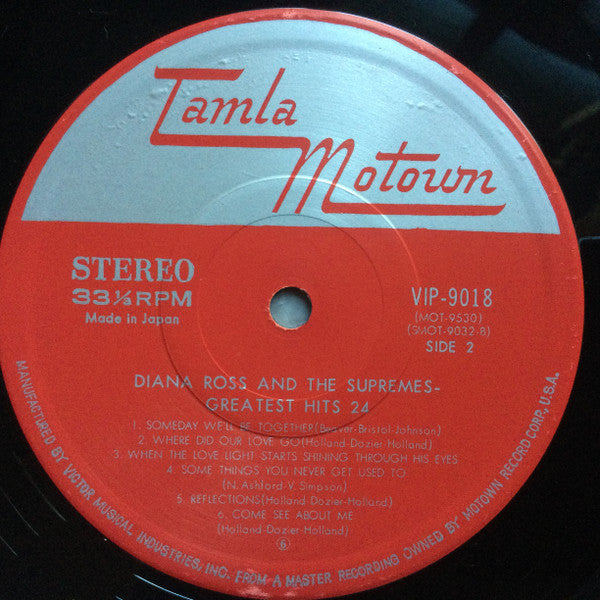 Tamla
Motown
STEREO
33⅓RPM
Made in Japan
VIP-9018
(MOT-9530)
(SMOT-9032-B)
SIDE 2
DIANA ROSS AND THE SUPREMES-
GREATEST HITS 24
1. SOMEDAY WE'LL BE TOGETHER(Beaver-Bristol-Johnson)
2. WHERE DID OUR LOVE GO(Holland-Dozier-Holland)
3. WHEN THE LOVE LIGHT STARTS SHINING THROUGH HIS EYES
4. SOME THINGS YOU NEVER GET USED TO
(N. Ashford-V. Simpson)
5. REFLECTIONS(Holland-Dozier-Holland)
6. COME SEE ABOUT ME
(Holland-Dozier-Holland)
⑥
MANUFACTURED BY VICTOR MUSICAL INDUSTRIES, INC. FROM A MASTER RECORDING OWNED BY MOTOWN RECORD CORP., U.S.A.